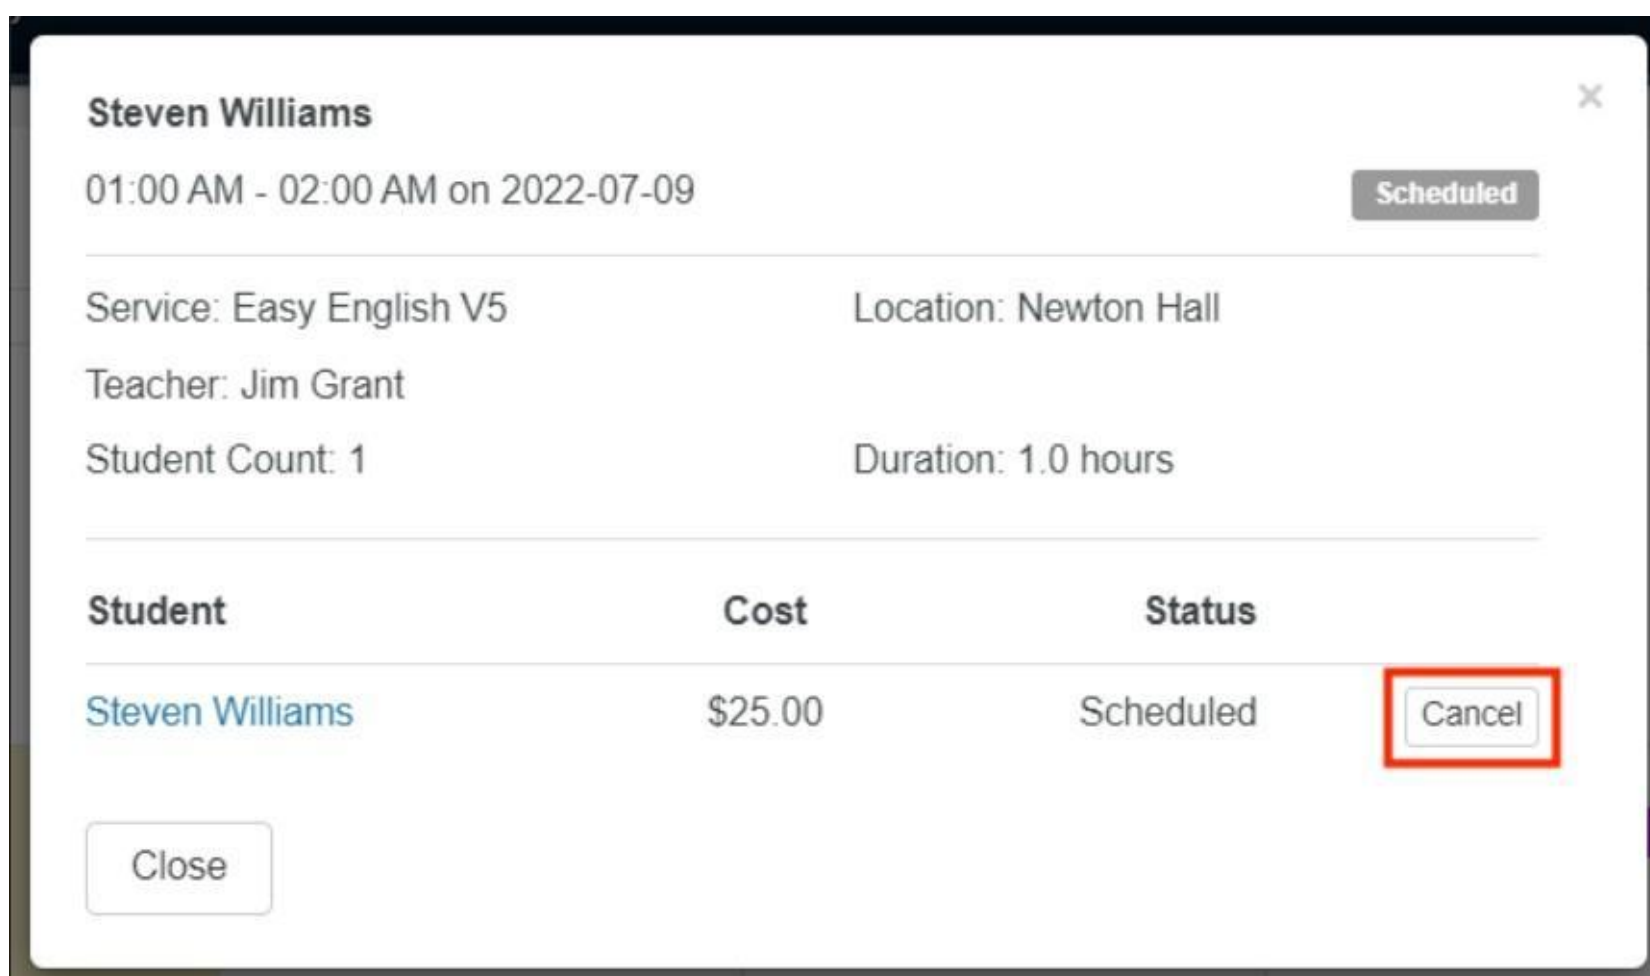 Steven Williams
×
01:00 AM - 02:00 AM on 2022-07-09
Scheduled
Service: Easy English V5
Location: Newton Hall
Teacher: Jim Grant
Student Count: 1
Duration: 1.0 hours
Student Cost Status
Steven Williams $25.00 Scheduled Cancel
Close